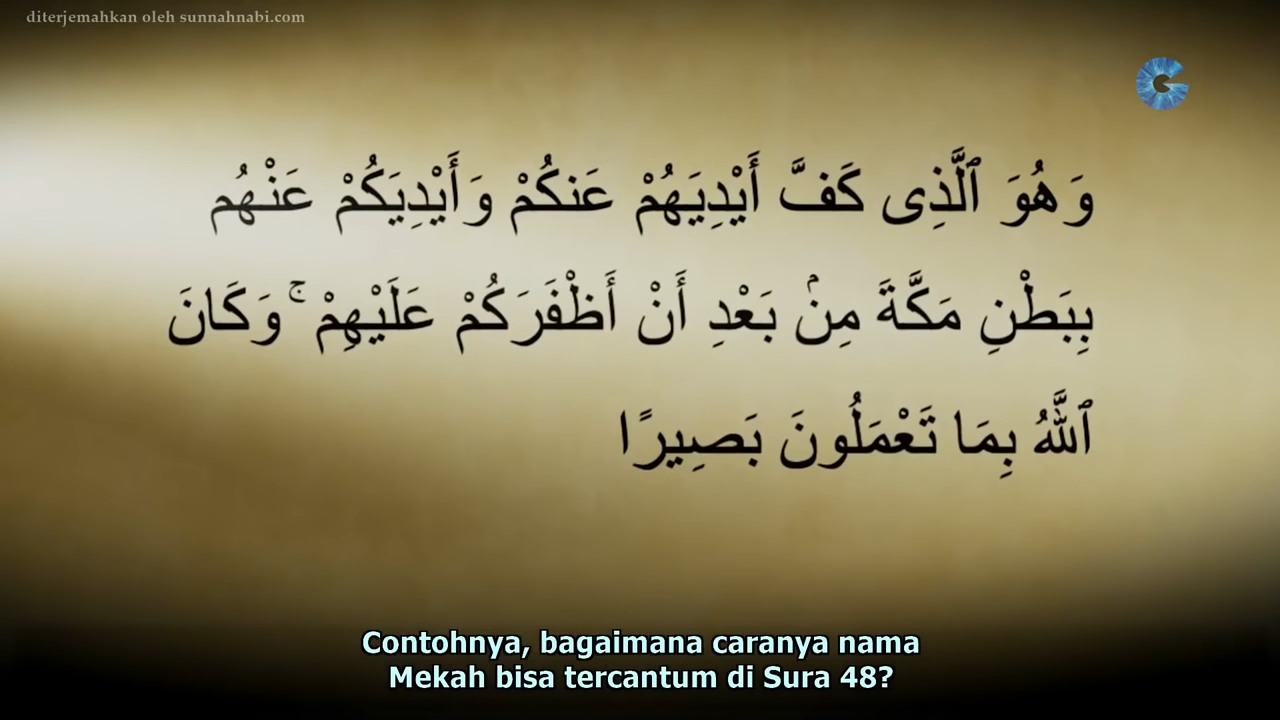 diterjemahkan oleh sunnahnabi.com
وَهُوَ ٱلَّذِى كَفَّ أَيْدِيَهُمْ عَنكُمْ وَأَيْدِيَكُمْ عَنْهُم
بِبَطْنِ مَكَّةَ مِنۢ بَعْدِ أَنْ أَظْفَرَكُمْ عَلَيْهِمْ ۚ وَكَانَ
ٱللَّهُ بِمَا تَعْمَلُونَ بَصِيرًا
Contohnya, bagaimana caranya nama
Mekah bisa tercantum di Sura 48?